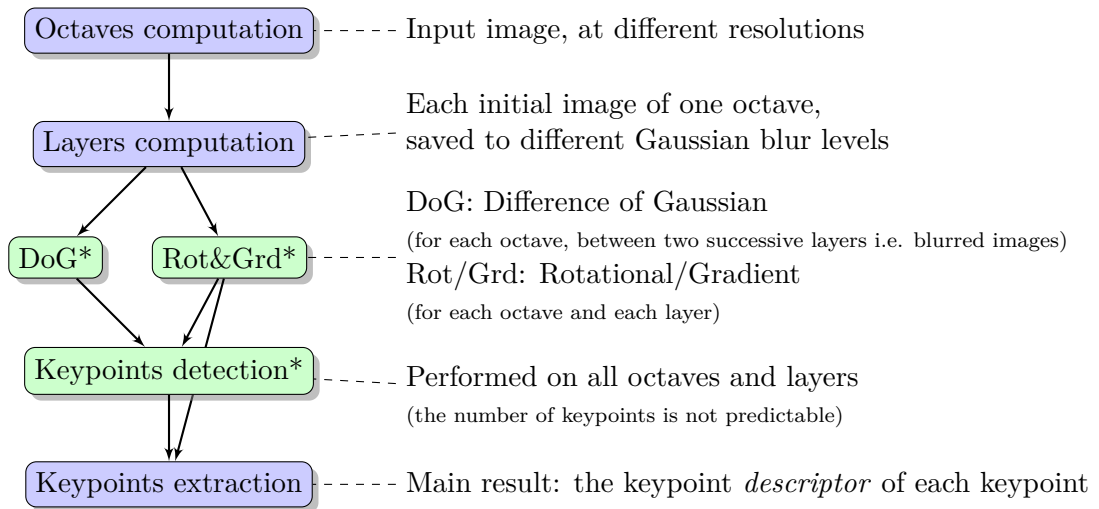 Octaves computation
Input image, at different resolutions
Layers computation
Each initial image of one octave,
saved to different Gaussian blur levels
DoG*
Rot&Grd*
DoG: Difference of Gaussian
(for each octave, between two successive layers i.e. blurred images)
Rot/Grd: Rotational/Gradient
(for each octave and each layer)
Keypoints detection*
Performed on all octaves and layers
(the number of keypoints is not predictable)
Keypoints extraction
Main result: the keypoint descriptor of each keypoint